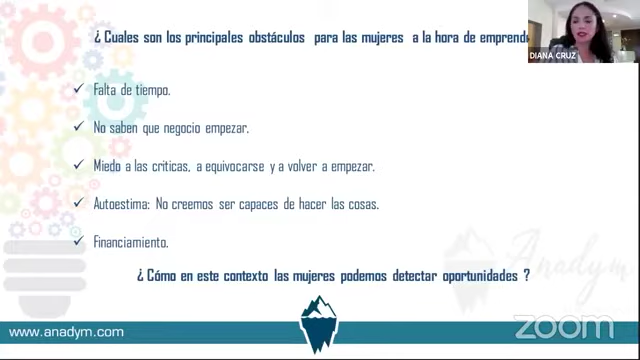 ¿ Cuales son los principales obstáculos para las mujeres a la hora de emprende
DIANA CRUZ
✓ Falta de tiempo.
✓ No saben que negocio empezar.
✓ Miedo a las criticas, a equivocarse y a volver a empezar.
✓ Autoestima: No creemos ser capaces de hacer las cosas.
✓ Financiamiento.
Anadym
¿ Cómo en este contexto las mujeres podemos detectar oportunidades ?
www.anadym.com
zoom